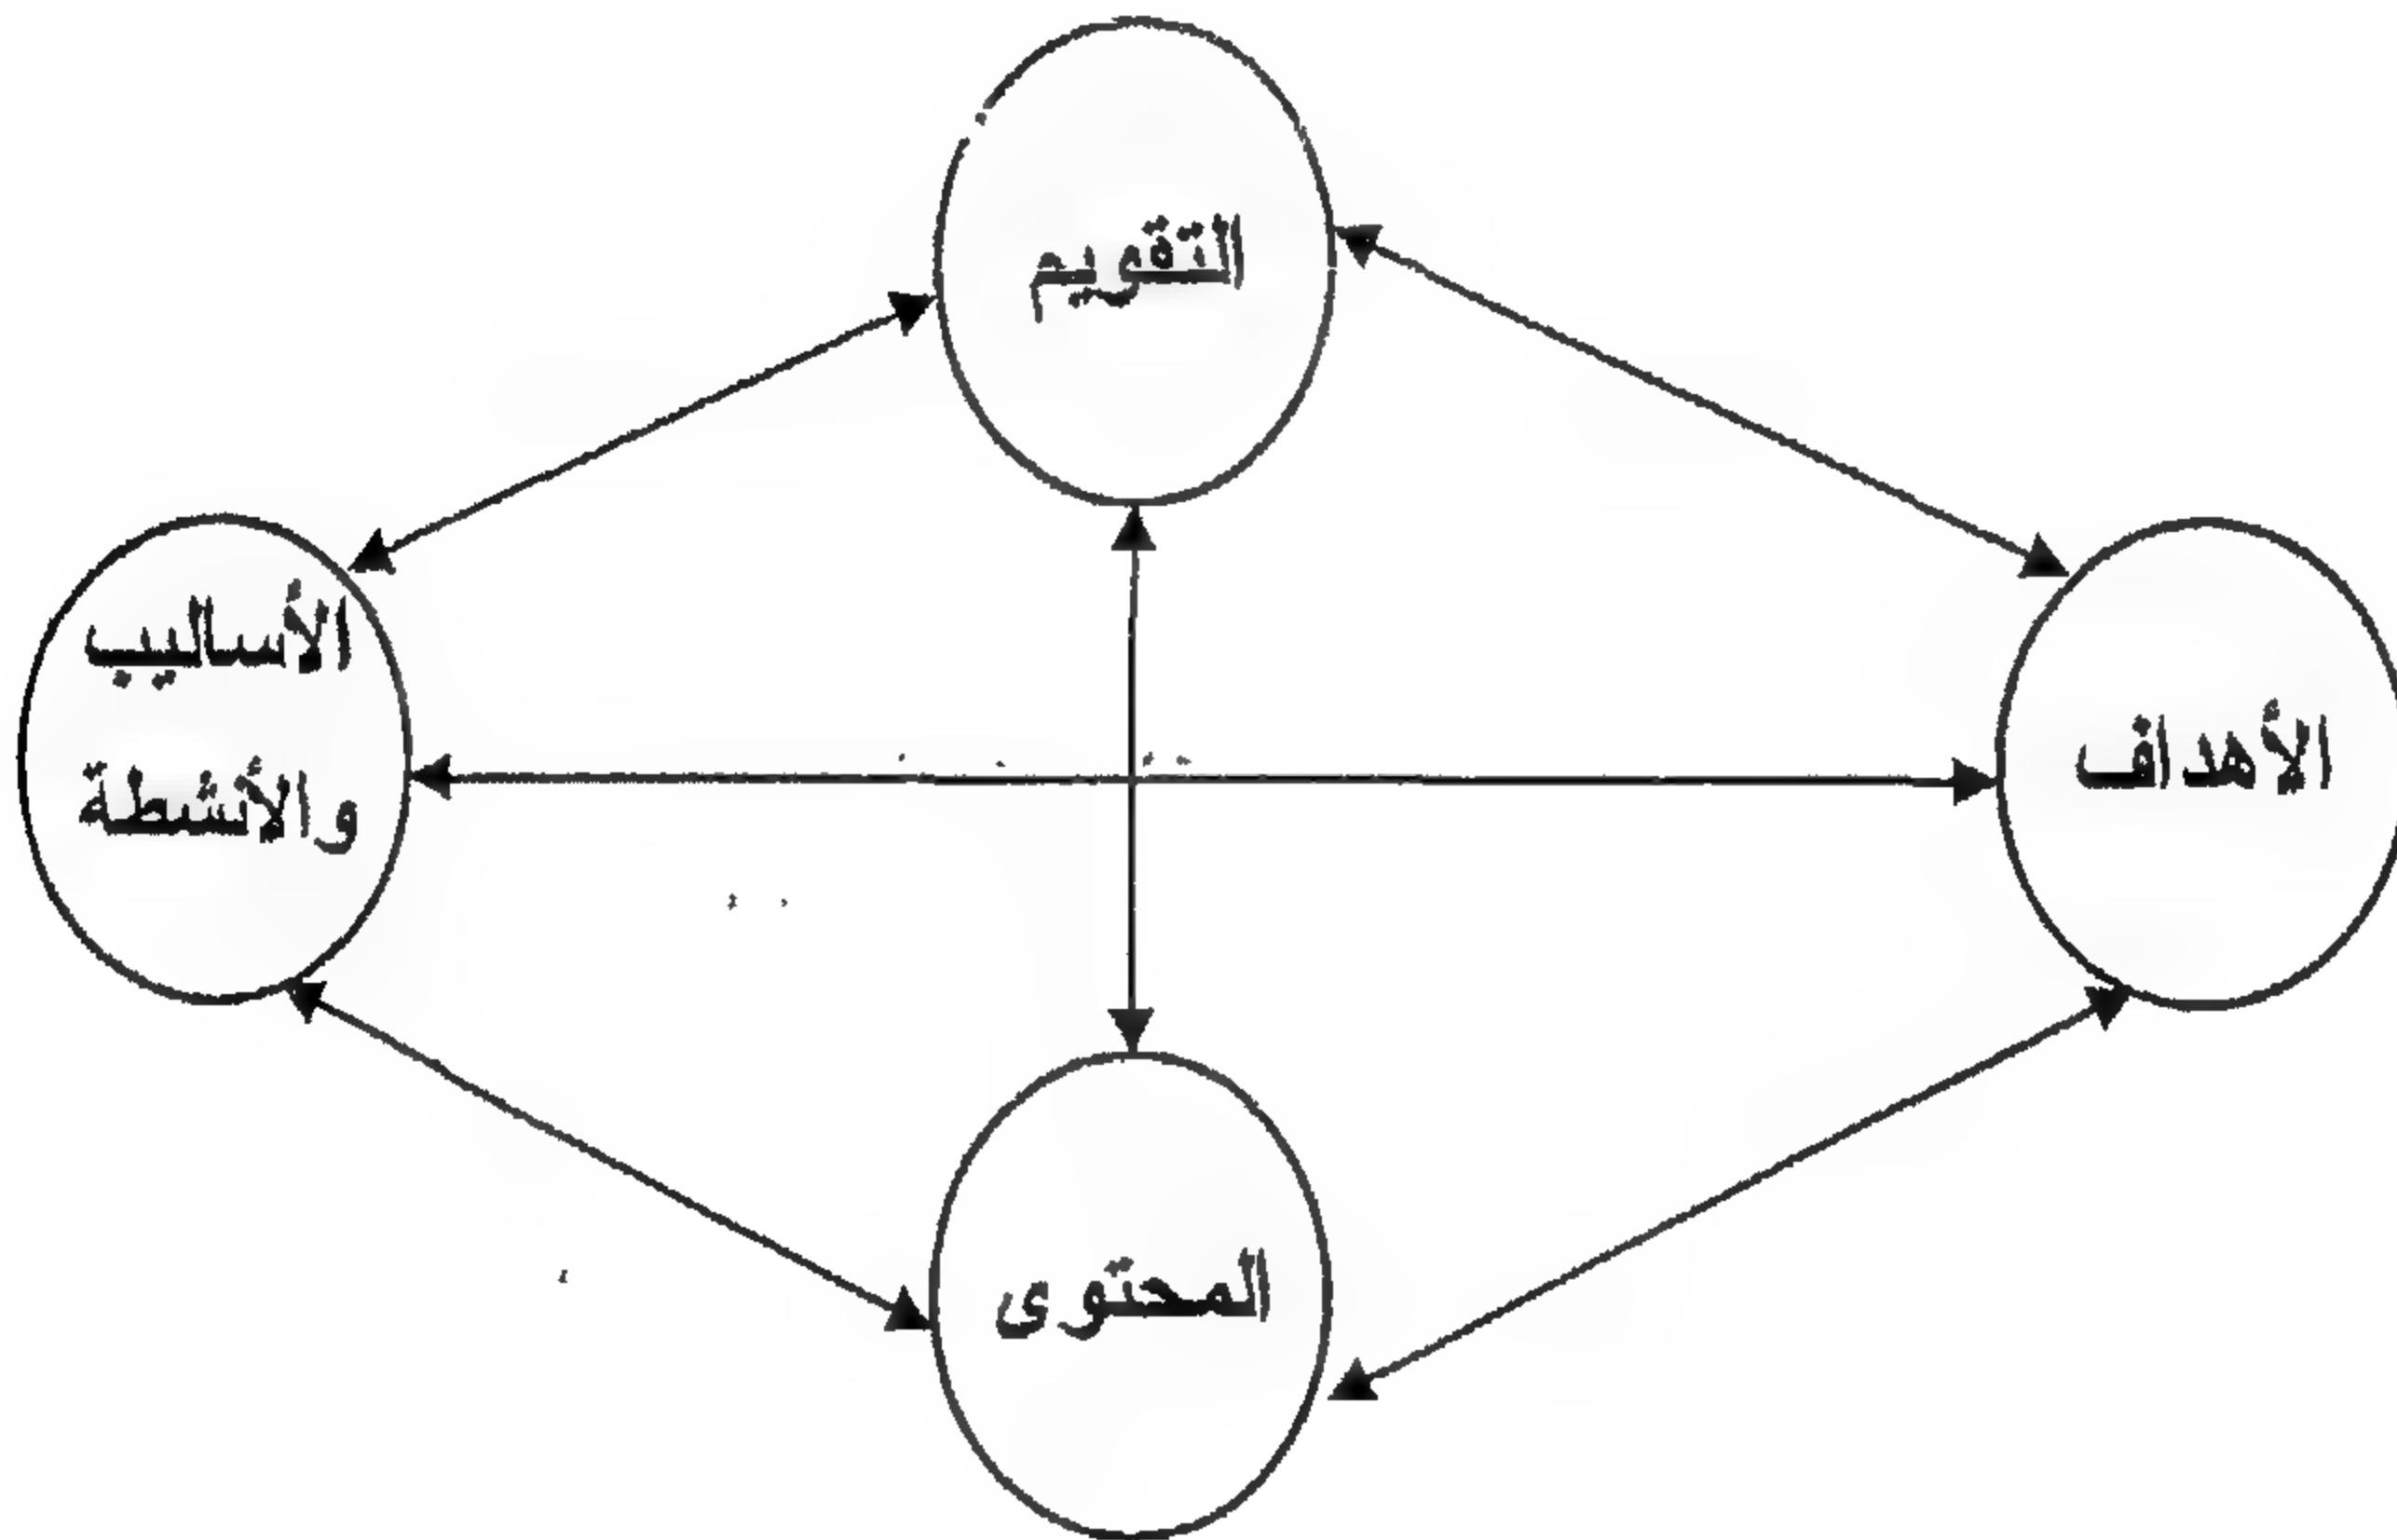 التقويم
الأهداف
الأساليب
والأنشطة
المحتوى